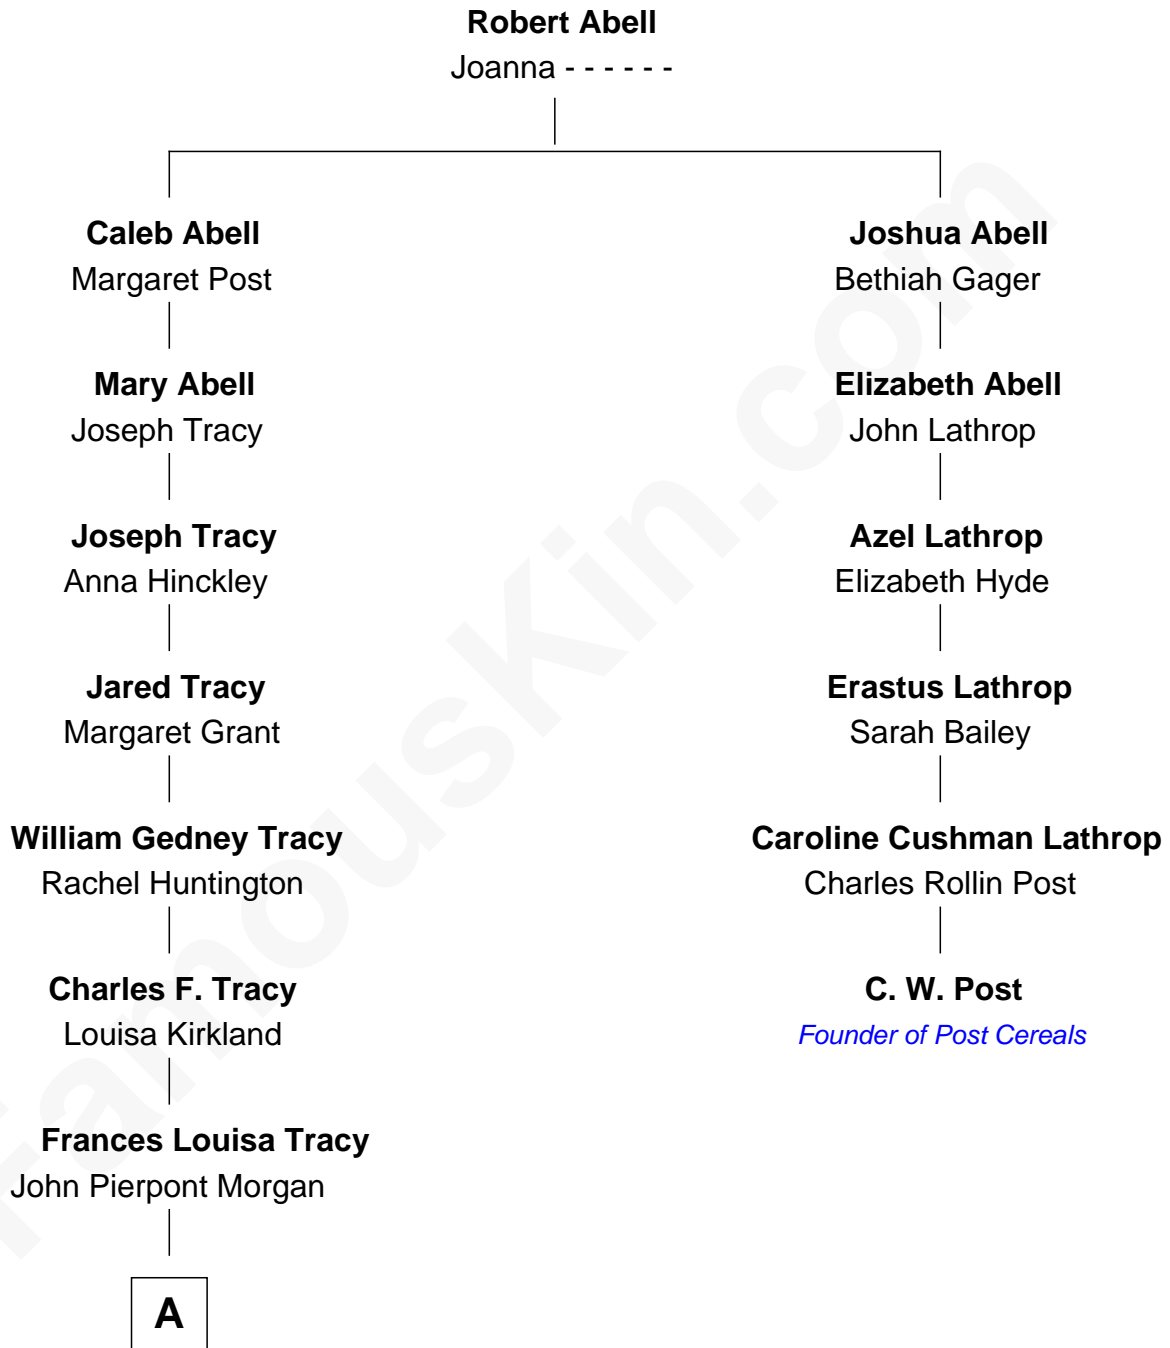 Robert Abell
Joanna - - - - - -
Caleb Abell
Margaret Post
Joshua Abell
Bethiah Gager
Mary Abell
Joseph Tracy
Elizabeth Abell
John Lathrop
Joseph Tracy
Anna Hinckley
Azel Lathrop
Elizabeth Hyde
Jared Tracy
Margaret Grant
Erastus Lathrop
Sarah Bailey
William Gedney Tracy
Rachel Huntington
Caroline Cushman Lathrop
Charles Rollin Post
Charles F. Tracy
Louisa Kirkland
C. W. Post
Founder of Post Cereals
Frances Louisa Tracy
John Pierpont Morgan
A
FamousKin.com